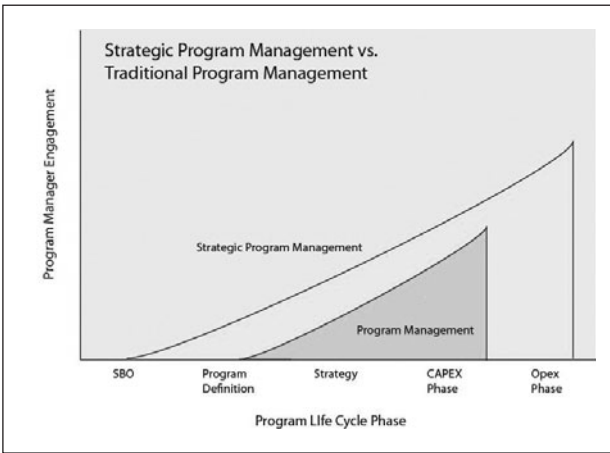 Strategic Program Management vs.
Traditional Program Management
Program Manager Engagement
Strategic Program Management
Program Management
SBO
Program
Definition
Strategy
CAPEX
Phase
Opex
Phase
Program LIfe Cycle Phase